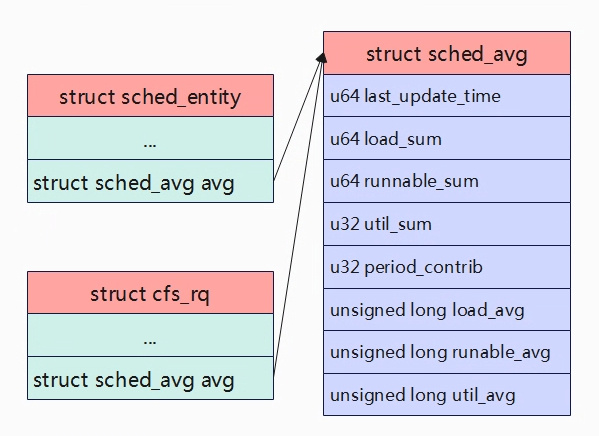 struct sched_entity
...
struct sched_avg avg
struct cfs_rq
...
struct sched_avg avg
struct sched_avg
u64 last_update_time
u64 load_sum
u64 runnable_sum
u32 util_sum
u32 period_contrib
unsigned long load_avg
unsigned long runable_avg
unsigned long util_avg